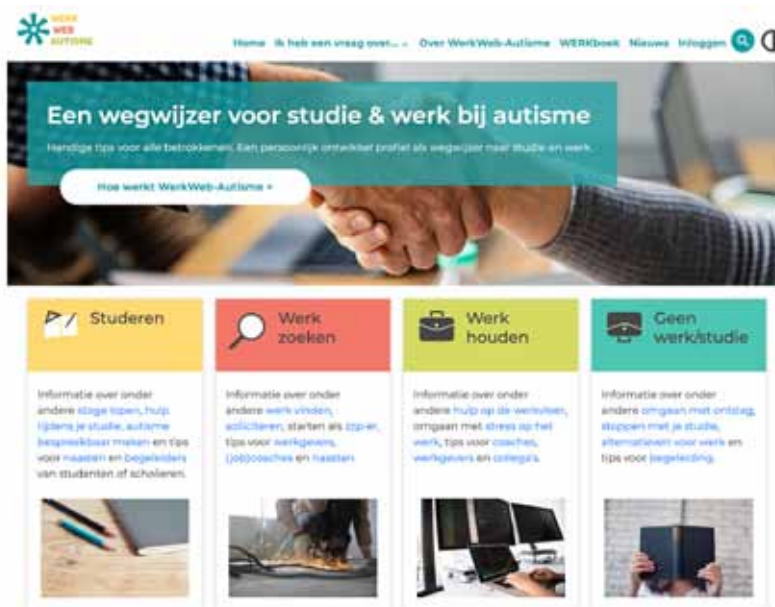 WERK
WEB
AUTISME
Home Ik heb een vraag over... Over WerkWeb-Autisme WERKboek Nieuws Inloggen
Een wegwijzer voor studie & werk bij autisme
Handige tips voor alle betrokkenen. Een persoonlijk ontwikkel profiel als wegwijzer naar studie en werk.
Hoe werkt WerkWeb-Autisme »
Studeren
Informatie over onder
andere stage lopen, hulp
tijdens je studie, autisme
bespreekbaar maken en tips
voor naasten en begeleiders
van studenten of scholieren.
Werk
zoeken
Informatie over onder
andere werk vinden,
solliciteren, starten als zzp-er,
tips voor werkgevers,
(job)coaches en naasten
Werk
houden
Informatie over onder
andere hulp op de werkvloer,
omgaan met stress op het
werk, tips voor coaches,
werkgevers en collega's.
Geen
werk/studie
Informatie over onder
andere omgaan met ontslag,
stoppen met je studie,
alternatieven voor werk en
tips voor begeleiding.